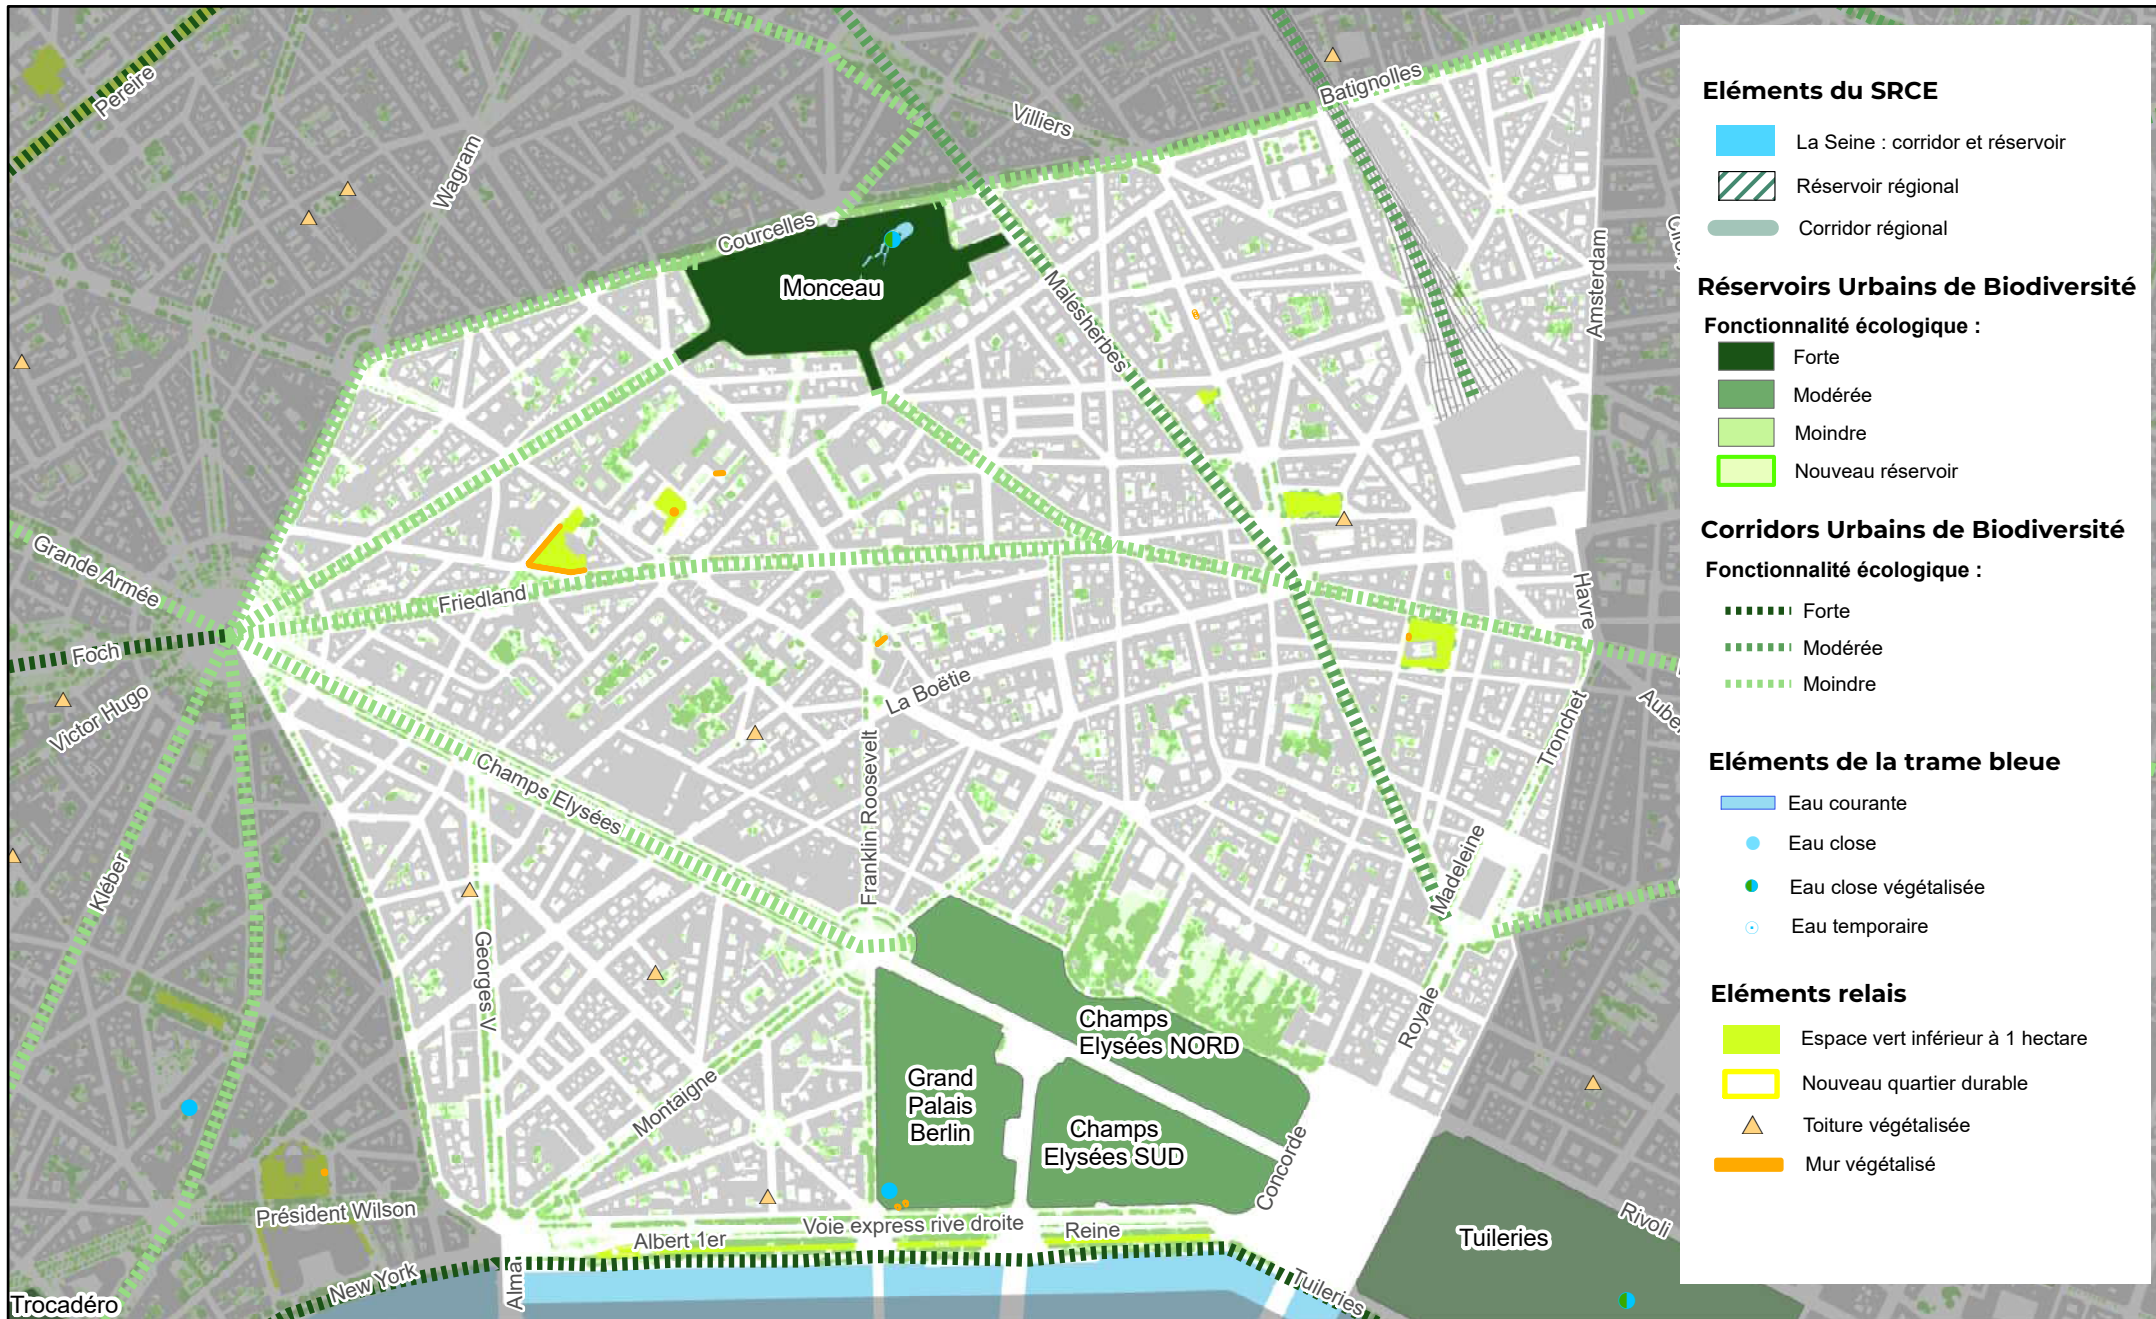 Pereire
Wagram
Villiers
Batignolles
Courcelles
Monceau
Malesherbes
Amsterdam
Grande Armée
Foch
Victor Hugo
Friedland
Havre
La Boëtie
Champs Elysées
Franklin Roosevelt
Tronchet
Kléber
Georges V
Madeleine
Royale
Champs
Elysées NORD
Grand
Palais
Berlin
Champs
Elysées SUD
Montaigne
Concorde
Président Wilson
Voie express rive droite
Albert 1er
Reine
Rivoli
Tuileries
New York
Alma
Tuileries
Trocadéro
Eléments du SRCE
La Seine : corridor et réservoir
Réservoir régional
Corridor régional
Réservoirs Urbains de Biodiversité
Fonctionnalité écologique :
Forte
Modérée
Moindre
Nouveau réservoir
Corridors Urbains de Biodiversité
Fonctionnalité écologique :
Forte
Modérée
Moindre
Eléments de la trame bleue
Eau courante
Eau close
Eau close végétalisée
Eau temporaire
Eléments relais
Espace vert inférieur à 1 hectare
Nouveau quartier durable
Toiture végétalisée
Mur végétalisé